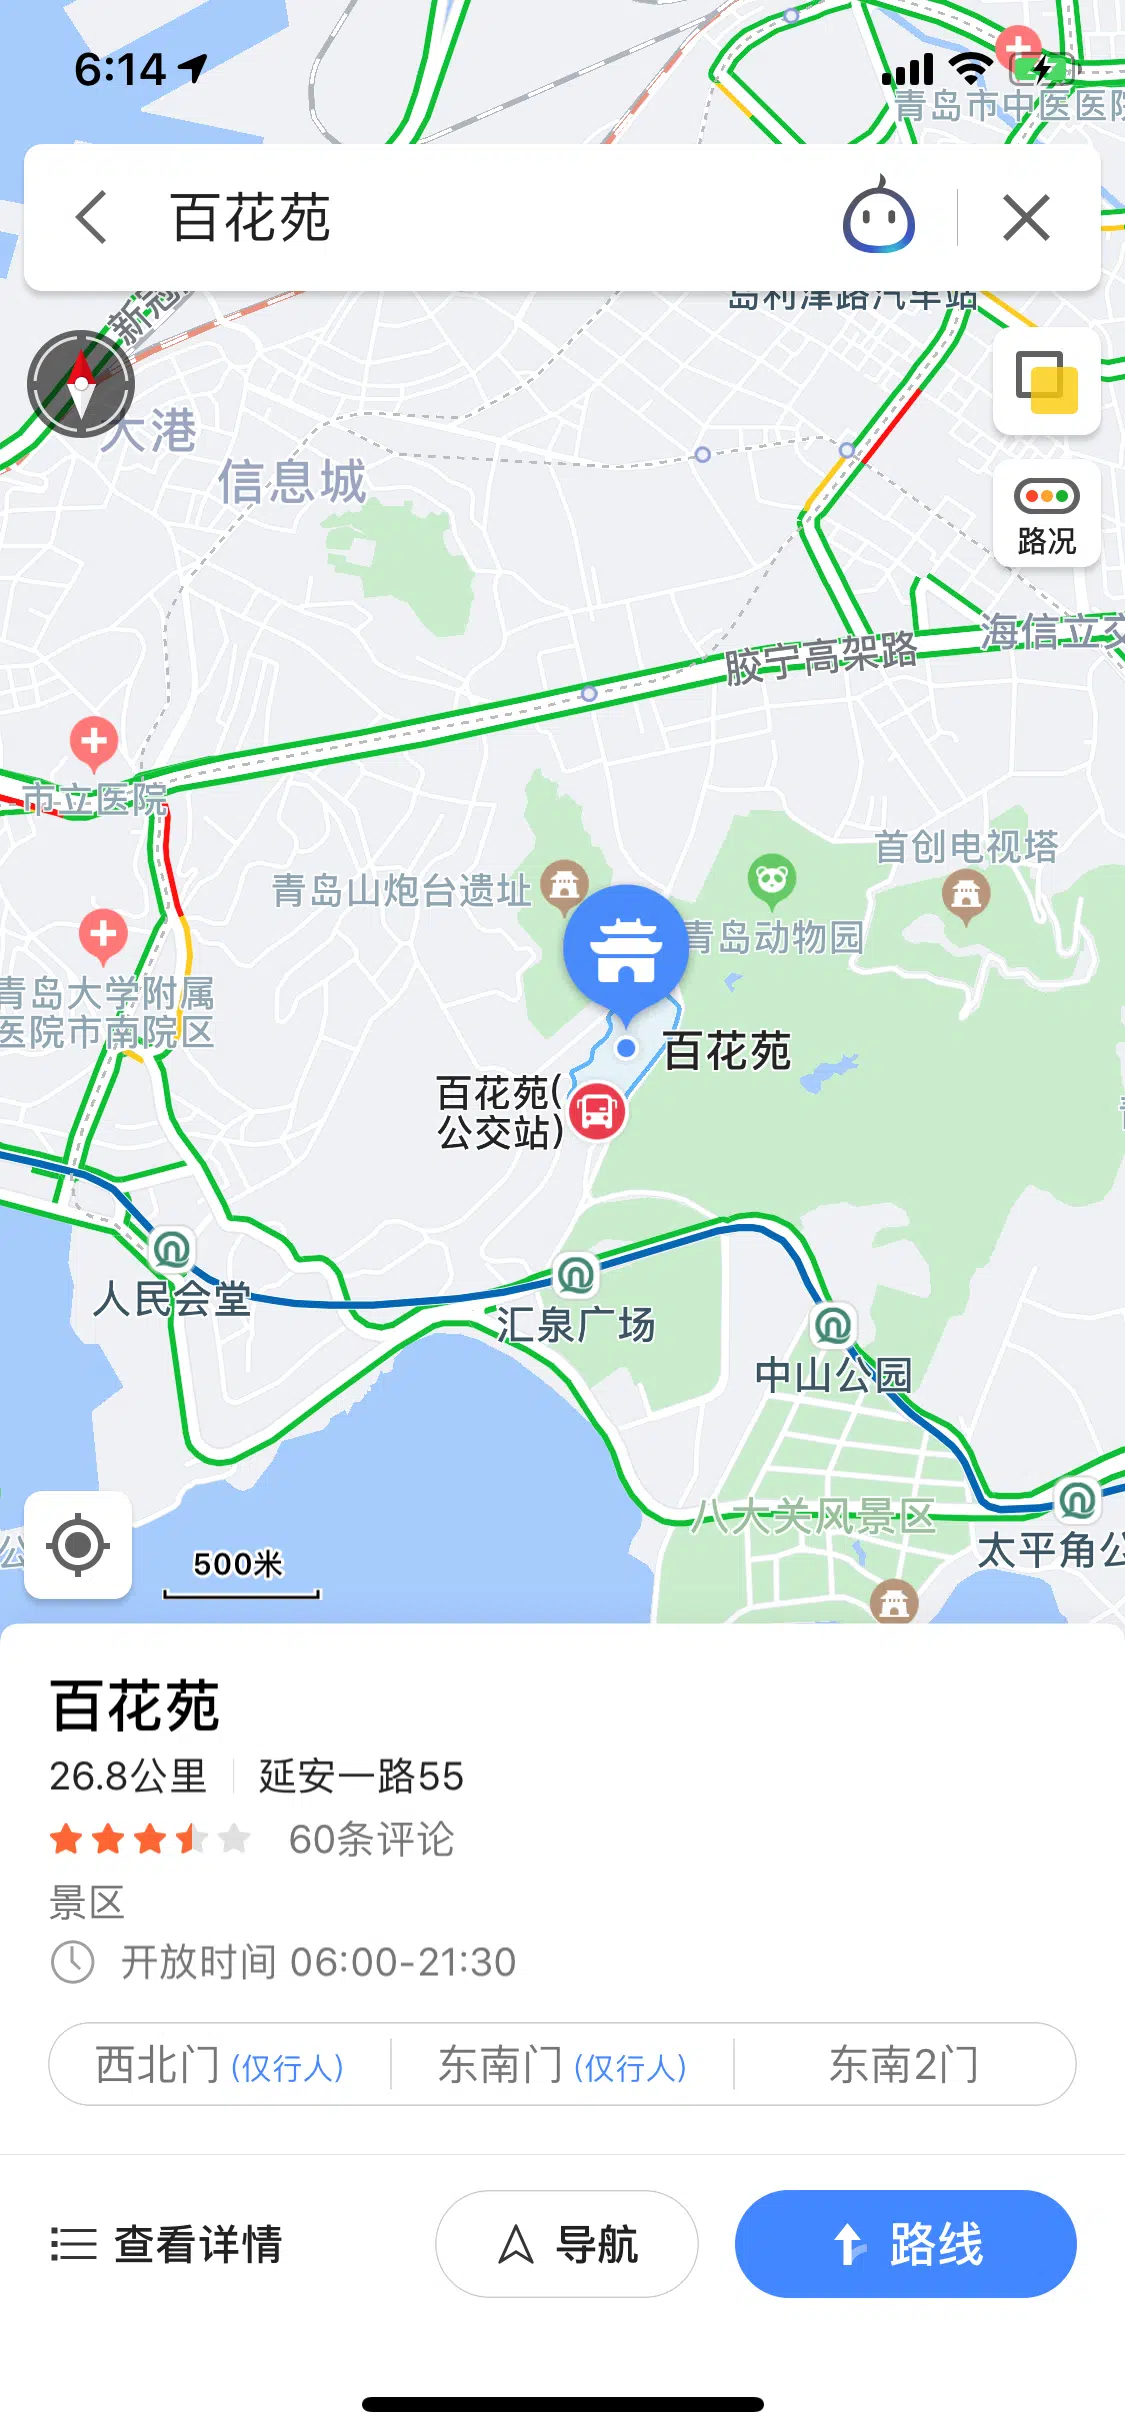 6:14
青岛市中医医院
百花苑
岛利津路汽车站
新冠
大港
信息城
路况
海信立交
胶宁高架路
市立医院
首创电视塔
青岛山炮台遗址
青岛动物园
青岛大学附属
医院市南院区
百花苑
百花苑(
公交站)
人民会堂
汇泉广场
中山公园
八大关风景区
太平角公
500米
百花苑
26.8公里
延安一路55
60条评论
景区
开放时间 06:00-21:30
西北门 (仅行人)
东南门 (仅行人)
东南2门
查看详情
导航
路线